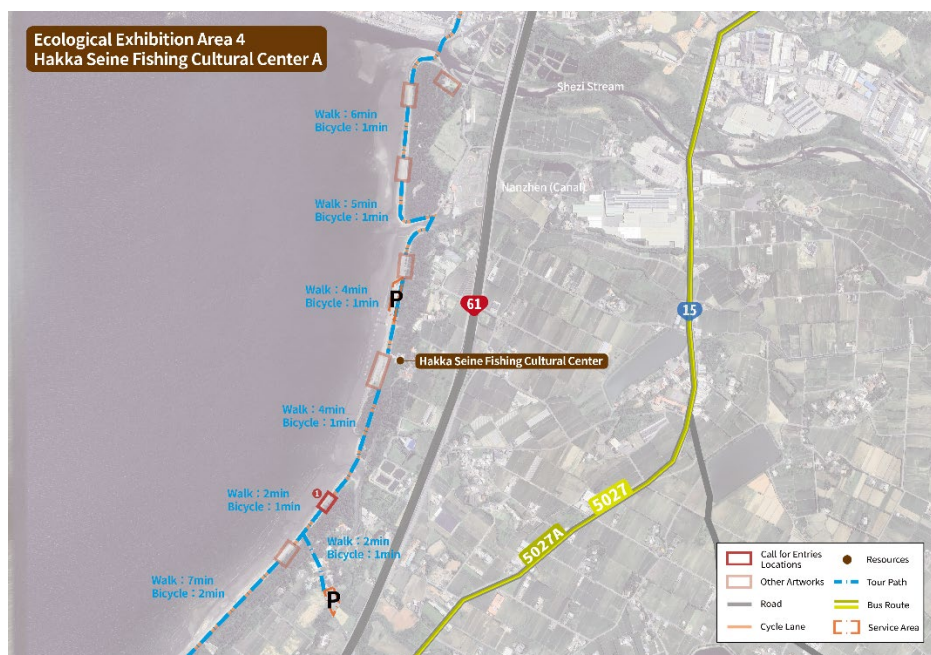 Ecological Exhibition Area 4
Hakka Seine Fishing Cultural Center A
Shezi Stream
Walk：6min
Bicycle：1min
Nanzhen (Canal)
Walk：5min
Bicycle：1min
Walk：4min
Bicycle：1min
P
61
15
Hakka Seine Fishing Cultural Center
Walk：4min
Bicycle：1min
1
Walk：2min
Bicycle：1min
5027
5027A
Walk：2min
Bicycle：1min
Walk：7min
Bicycle：2min
P
Call for Entries
Locations
Resources
Other Artworks
Tour Path
Road
Bus Route
Cycle Lane
Service Area